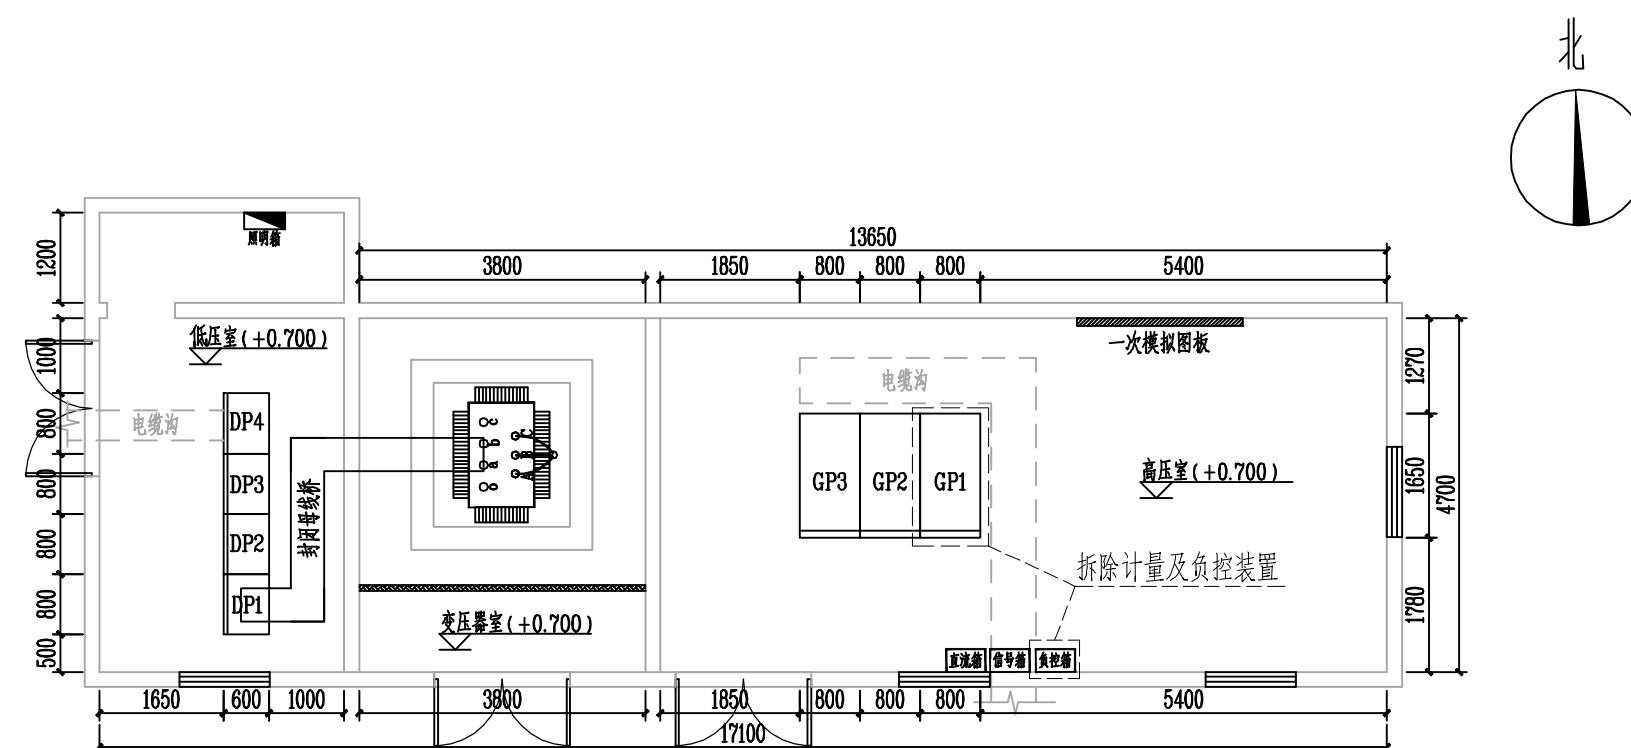 北
13650
3800
1850
800
800
800
5400
1200
1000
800
800
800
800
500
照明箱
低压室(+0.700)
电缆沟
DP4
DP3
DP2
DP1
封闭母线桥
c
b
a
o
C
B
A
变压器室(+0.700)
电缆沟
GP3
GP2
GP1
一次模拟图板
高压室(+0.700)
拆除计量及负控装置
直流箱
信号箱
负控箱
1270
1650
1780
4700
1650
600
1000
3800
1850
800
800
800
5400
17100